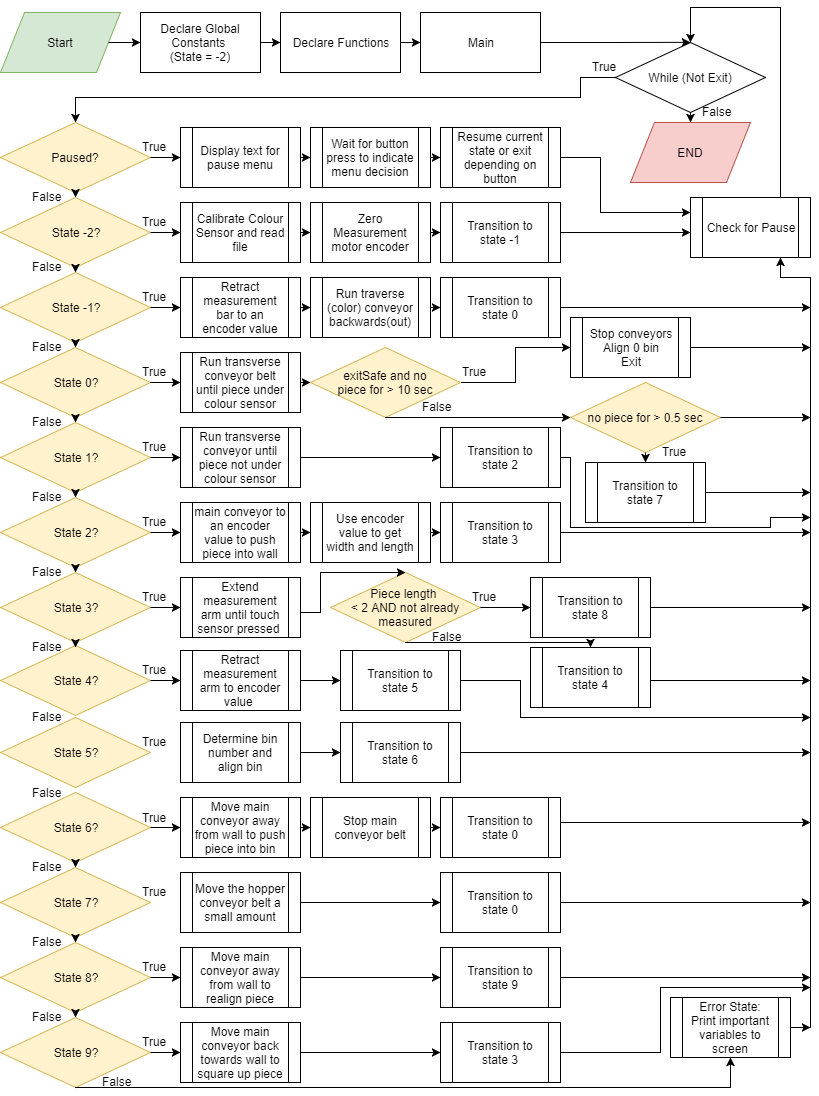 Start
Declare Global
Constants
(State = -2)
Declare Functions
Main
While (Not Exit)
True
False
END
Paused?
True
Display text for
pause menu
Wait for button
press to indicate
menu decision
Resume current
state or exit
depending on
button
False
Check for Pause
State -2?
True
Calibrate Colour
Sensor and read
file
Zero
Measurement
motor encoder
Transition to
state -1
False
State -1?
True
Retract
measurement
bar to an
encoder value
Run traverse
(color) conveyor
backwards(out)
Transition to
state 0
False
State 0?
True
Run transverse
conveyor belt
until piece under
colour sensor
exitSafe and no
piece for > 10 sec
True
Stop conveyors
Align 0 bin
Exit
False
no piece for > 0.5 sec
True
Transition to
state 7
False
State 1?
True
Run transverse
conveyor until
piece not under
colour sensor
Transition to
state 2
False
State 2?
True
main conveyor to
an encoder
value to push
piece into wall
Use encoder
value to get
width and length
Transition to
state 3
False
State 3?
True
Extend
measurement
arm until touch
sensor pressed
Piece length
< 2 AND not already
measured
True
Transition to
state 8
False
Transition to
state 4
False
State 4?
True
Retract
measurement
arm to encoder
value
Transition to
state 5
False
State 5?
True
Determine bin
number and
align bin
Transition to
state 6
False
State 6?
True
Move main
conveyor away
from wall to push
piece into bin
Stop main
conveyor belt
Transition to
state 0
False
State 7?
True
Move the hopper
conveyor belt a
small amount
Transition to
state 0
False
State 8?
True
Move main
conveyor away
from wall to
realign piece
Transition to
state 9
False
State 9?
True
Move main
conveyor back
towards wall to
square up piece
Transition to
state 3
Error State:
Print important
variables to
screen
False